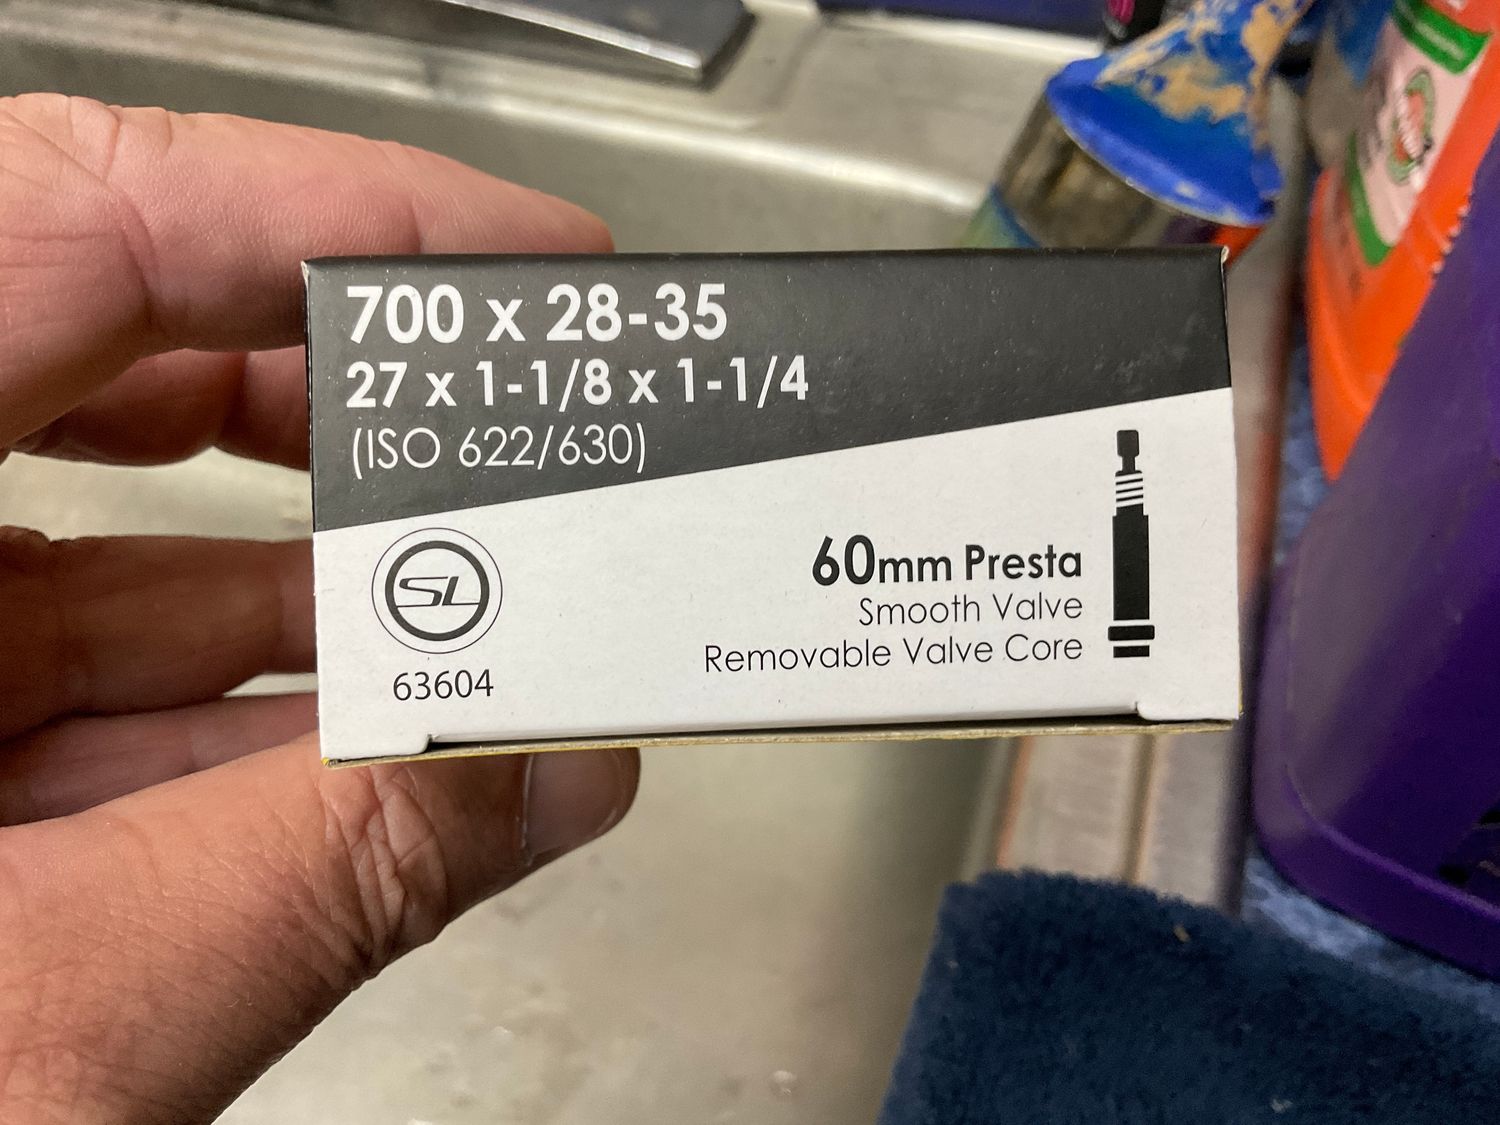 700 x 28-35
27 x 1-1/8 x 1-1/4
(ISO 622/630)
SL
63604
60mm Presta
Smooth Valve
Removable Valve Core